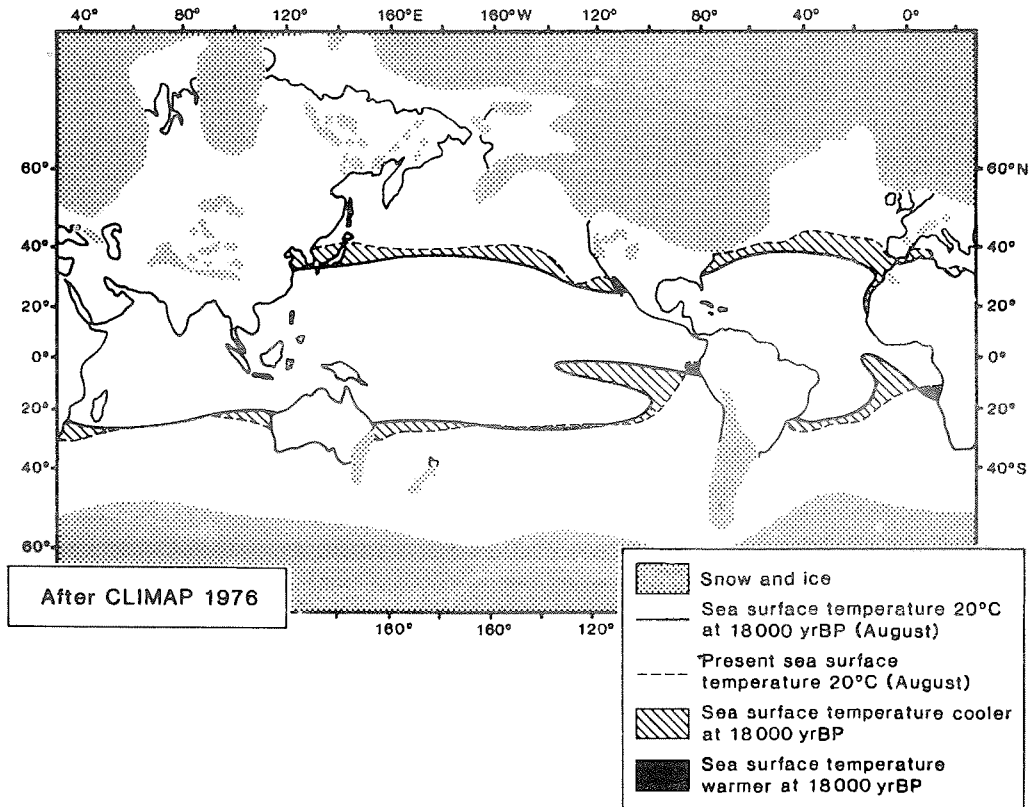 40° 80° 120° 160°E 160°W 120° 80° 40° 0°
60° 60°N
40° 40°
20° 20°
0° 0°
20° 20°
40° 40°S
60°
160° 160° 120°
After CLIMAP 1976
Snow and ice
Sea surface temperature 20°C
at 18000 yrBP (August)
Present sea surface
temperature 20°C (August)
Sea surface temperature cooler
at 18000 yrBP
Sea surface temperature
warmer at 18000 yrBP